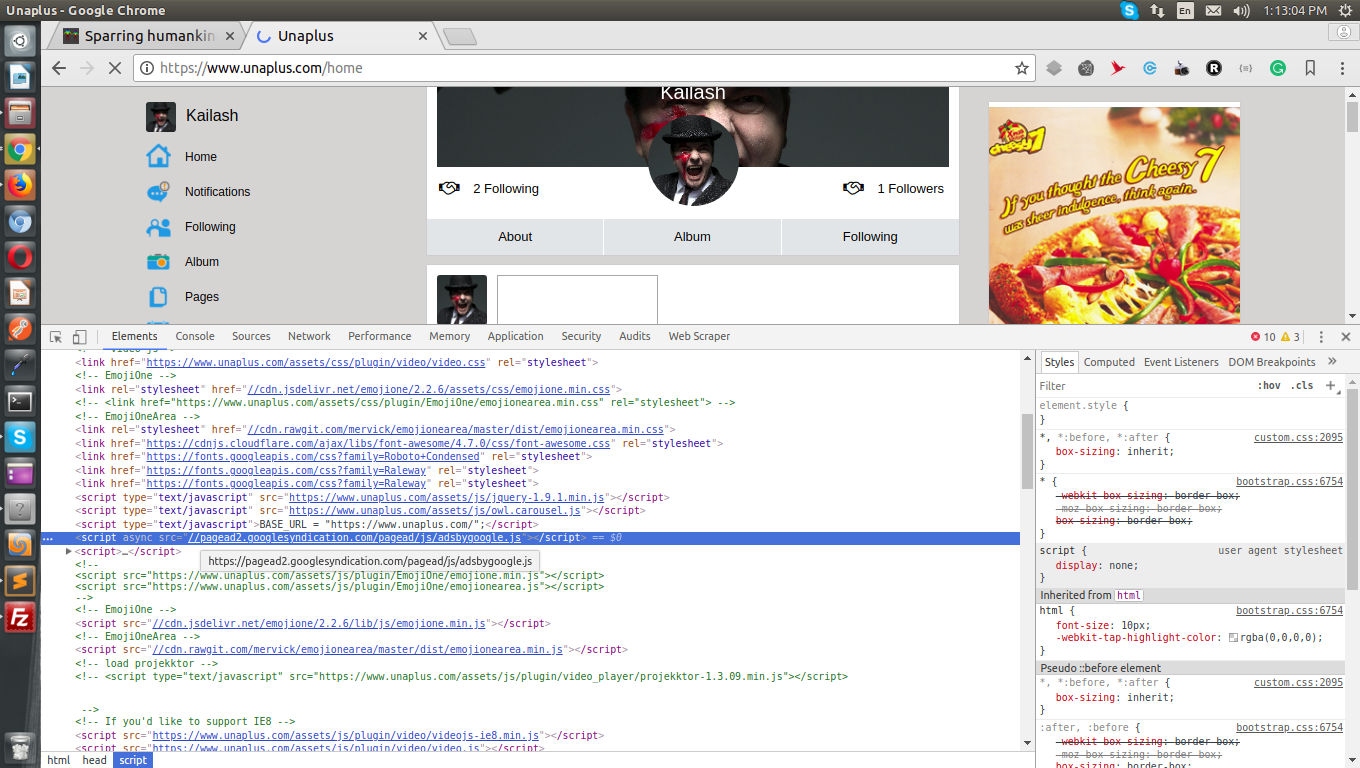 Unaplus - Google Chrome
En
1:13:04 PM
Sparring humankin
Unaplus
https://www.unaplus.com/home
Kailash
Home
Notifications
Following
Album
Pages
Kailash
2 Following
1 Followers
About
Album
Following
Xmas
cheesy 7
If you thought the Cheesy 7
was sheer indulgence, think again.
Elements
Console
Sources
Network
Performance
Memory
Application
Security
Audits
Web Scraper
10
3
<link href="https://www.unaplus.com/assets/css/plugin/video/video.css" rel="stylesheet">
<!-- EmojiOne -->
<link rel="stylesheet" href="//cdn.jsdelivr.net/emojione/2.2.6/assets/css/emojione.min.css">
<!-- <link href="https://www.unaplus.com/assets/css/plugin/EmojiOne/emojionearea.min.css" rel="stylesheet"> -->
<!-- EmojiOneArea -->
<link rel="stylesheet" href="//cdn.rawgit.com/mervick/emojionearea/master/dist/emojionearea.min.css">
<link href="https://cdnjs.cloudflare.com/ajax/libs/font-awesome/4.7.0/css/font-awesome.css" rel="stylesheet">
<link href="https://fonts.googleapis.com/css?family=Roboto+Condensed" rel="stylesheet">
<link href="https://fonts.googleapis.com/css?family=Raleway" rel="stylesheet">
<link href="https://fonts.googleapis.com/css?family=Raleway" rel="stylesheet">
<script type="text/javascript" src="https://www.unaplus.com/assets/js/jquery-1.9.1.min.js"></script>
<script type="text/javascript" src="https://www.unaplus.com/assets/js/owl.carousel.js"></script>
<script type="text/javascript">BASE_URL = "https://www.unaplus.com/";</script>
<script async src="//pagead2.googlesyndication.com/pagead/js/adsbygoogle.js"></script> == $0
<script>…</script>
https://pagead2.googlesyndication.com/pagead/js/adsbygoogle.js
<!--
<script src="https://www.unaplus.com/assets/js/plugin/EmojiOne/emojione.min.js"></script>
<script src="https://www.unaplus.com/assets/js/plugin/EmojiOne/emojionearea.js"></script>
-->
<!-- EmojiOne -->
<script src="//cdn.jsdelivr.net/emojione/2.2.6/lib/js/emojione.min.js"></script>
<!-- EmojiOneArea -->
<script src="//cdn.rawgit.com/mervick/emojionearea/master/dist/emojionearea.min.js"></script>
<!-- load projekktor -->
<!-- <script type="text/javascript" src="https://www.unaplus.com/assets/js/plugin/video_player/projekktor-1.3.09.min.js"></script>
-->
<!-- If you'd like to support IE8 -->
<script src="https://www.unaplus.com/assets/js/plugin/video/videojs-ie8.min.js"></script>
<script src="https://www.unaplus.com/assets/js/plugin/video/video.js"></script>
html head script
Styles
Computed
Event Listeners
DOM Breakpoints
Filter
:hov .cls
element.style {
}
*, *:before, *:after { custom.css:2095
box-sizing: inherit;
}
* { bootstrap.css:6754
-webkit-box-sizing: border-box;
-moz-box-sizing: border-box;
box-sizing: border-box;
}
script { user agent stylesheet
display: none;
}
Inherited from html
html { bootstrap.css:6754
font-size: 10px;
-webkit-tap-highlight-color: rgba(0,0,0,0);
}
Pseudo ::before element
*, *:before, *:after { custom.css:2095
box-sizing: inherit;
}
:after, :before { bootstrap.css:6754
-webkit-box-sizing: border-box;
-moz-box-sizing: border-box;
box-sizing: border-box;